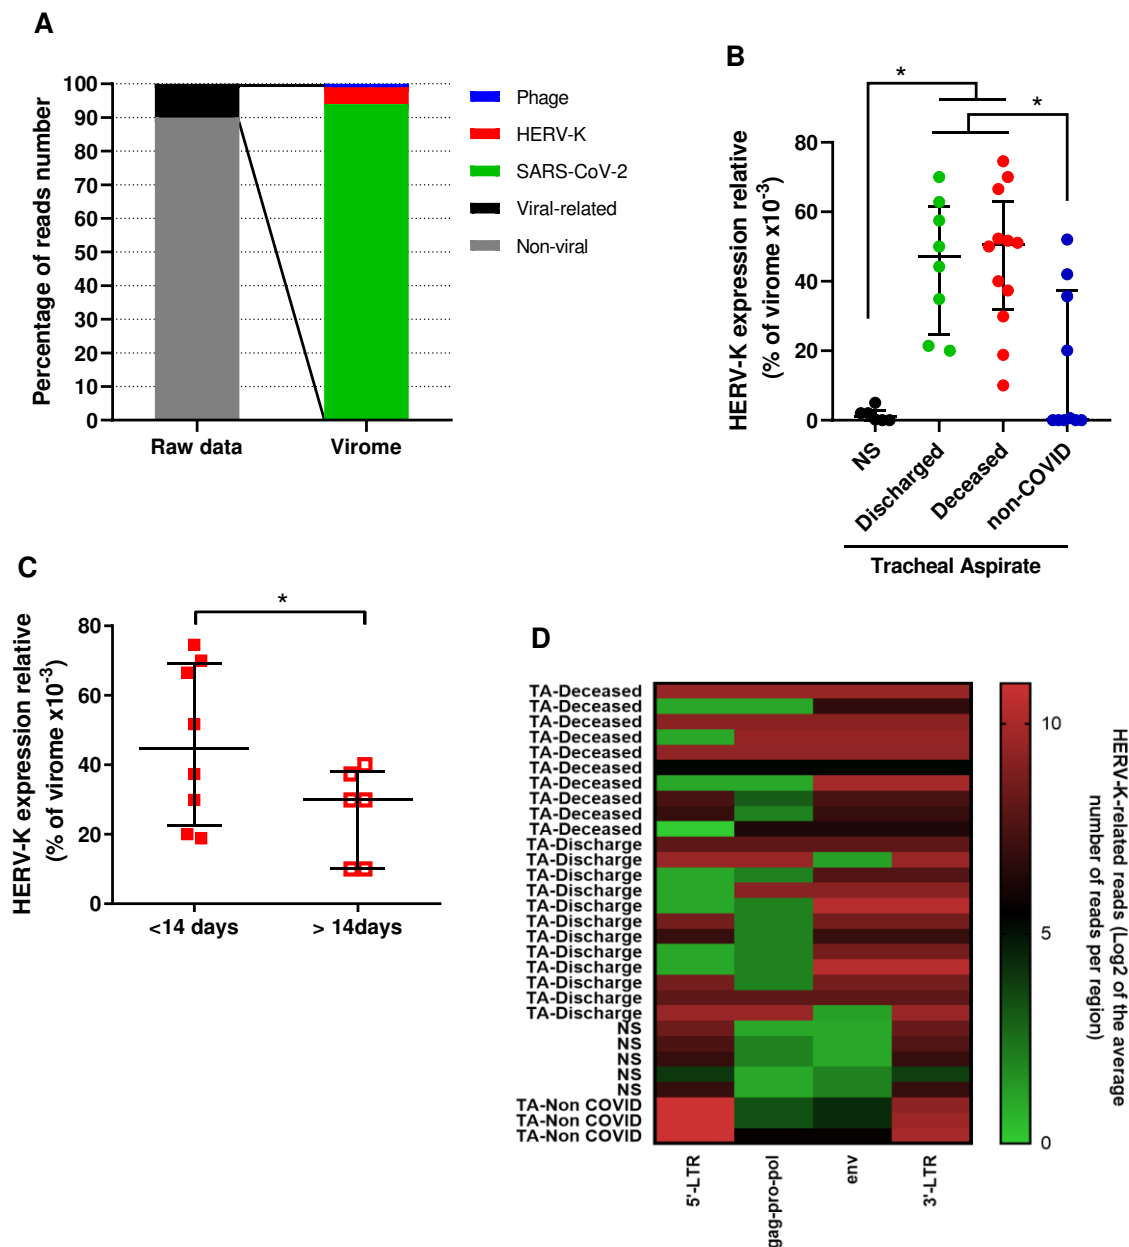 A
Percentage of reads number
100
90
80
70
60
50
40
30
20
10
0
Raw data
Virome
Phage
HERV-K
SARS-CoV-2
Viral-related
Non-viral
B
HERV-K expression relative
(% of virome x10-3)
80
60
40
20
0
*
*
NS
Discharged
Deceased
non-COVID
Tracheal Aspirate
C
HERV-K expression relative
(% of virome x10-3)
80
60
40
20
0
*
<14 days
> 14days
D
TA-Deceased
TA-Deceased
TA-Deceased
TA-Deceased
TA-Deceased
TA-Deceased
TA-Deceased
TA-Deceased
TA-Deceased
TA-Deceased
TA-Discharge
TA-Discharge
TA-Discharge
TA-Discharge
TA-Discharge
TA-Discharge
TA-Discharge
TA-Discharge
TA-Discharge
TA-Discharge
TA-Discharge
TA-Discharge
NS
NS
NS
NS
NS
TA-Non COVID
TA-Non COVID
TA-Non COVID
5'-LTR
gag-pro-pol
env
3'-LTR
10
5
0
HERV-K-related reads (Log2 of the average
number of reads per region)